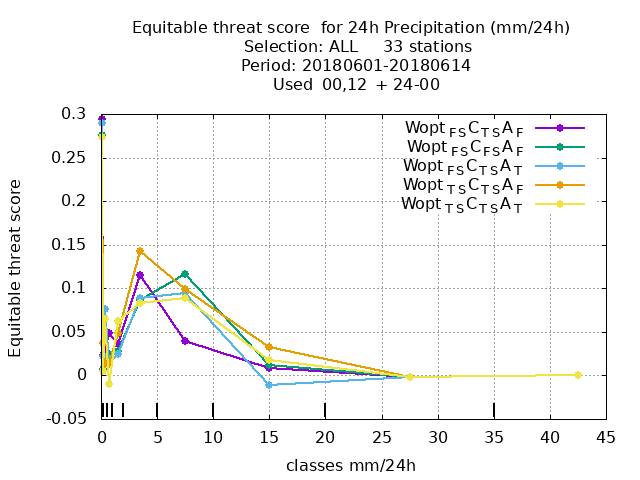 Equitable threat score  for 24h Precipitation (mm/24h)
Selection: ALL     33 stations
Period: 20180601-20180614
Used  00,12  + 24-00
Equitable threat score
0.3
0.25
0.2
0.15
0.1
0.05
0
-0.05
Wopt FS C TS A F
Wopt FS C FS A F
Wopt FS C TS A T
Wopt TS C TS A F
Wopt TS C TS A T
0 5 10 15 20 25 30 35 40 45
classes mm/24h